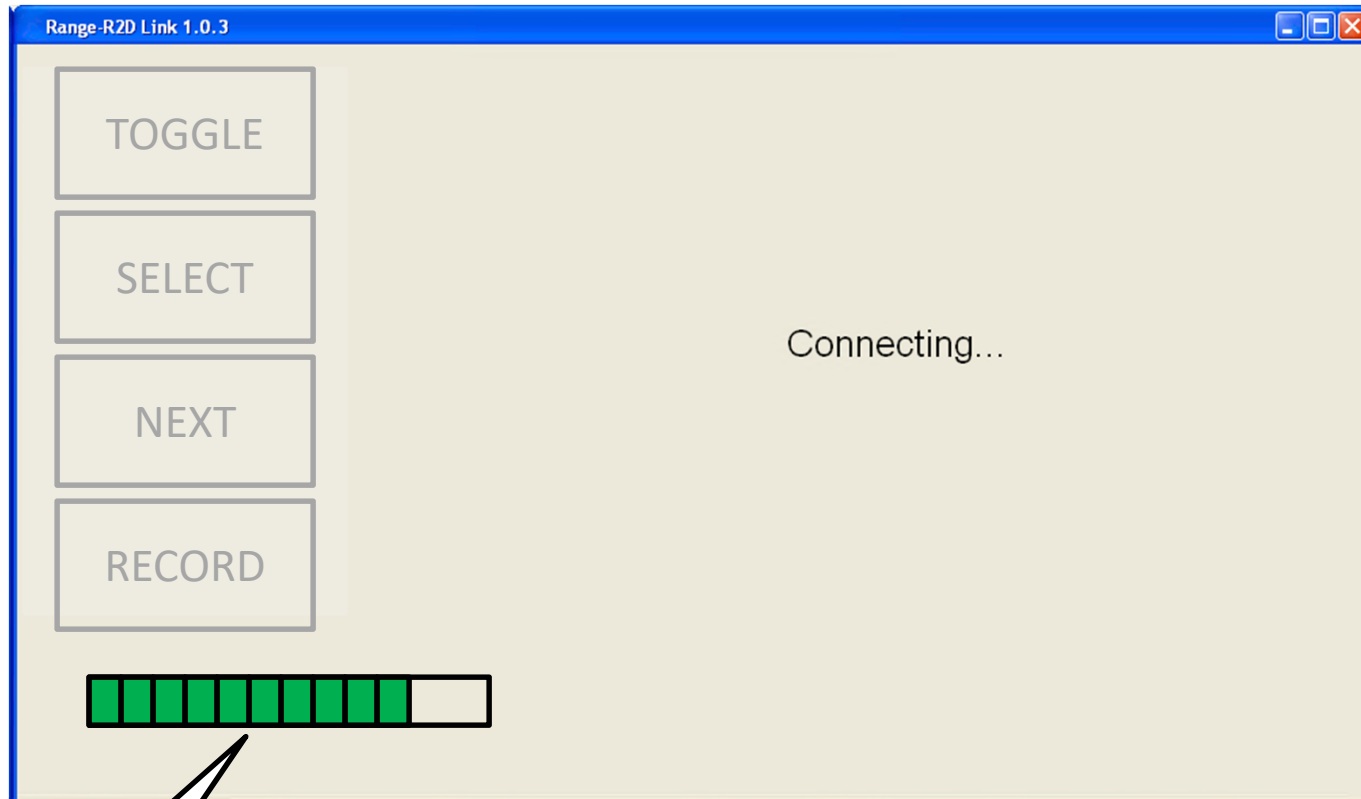 Range-R2D Link 1.0.3
TOGGLE
SELECT
Connecting...
NEXT
RECORD